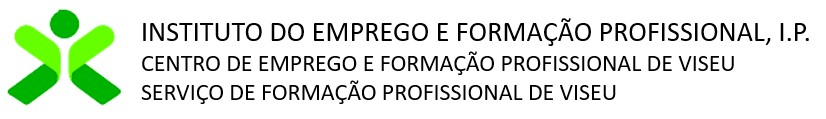 INSTITUTO DO EMPREGO E FORMAÇÃO PROFISSIONAL, I.P.
CENTRO DE EMPREGO E FORMAÇÃO PROFISSIONAL DE VISEU
SERVIÇO DE FORMAÇÃO PROFISSIONAL DE VISEU